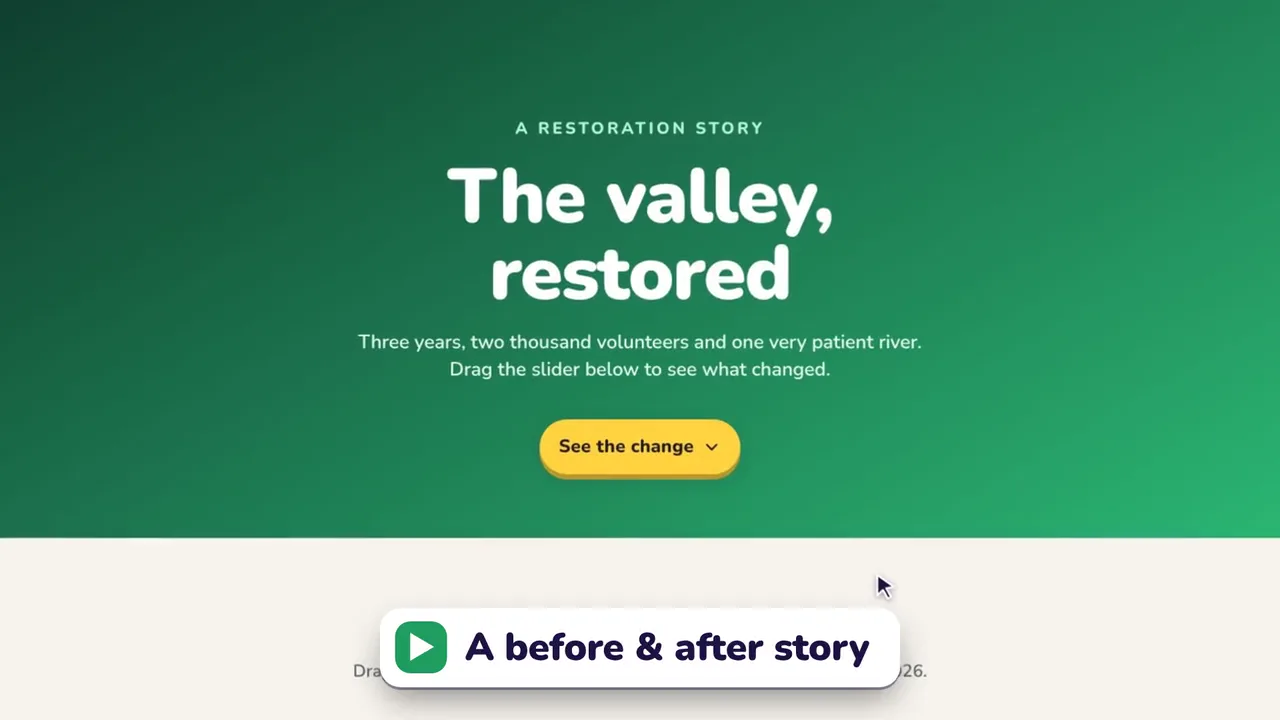 A RESTORATION STORY
The valley,
restored
Three years, two thousand volunteers and one very patient river.
Drag the slider below to see what changed.
See the change
A before & after story